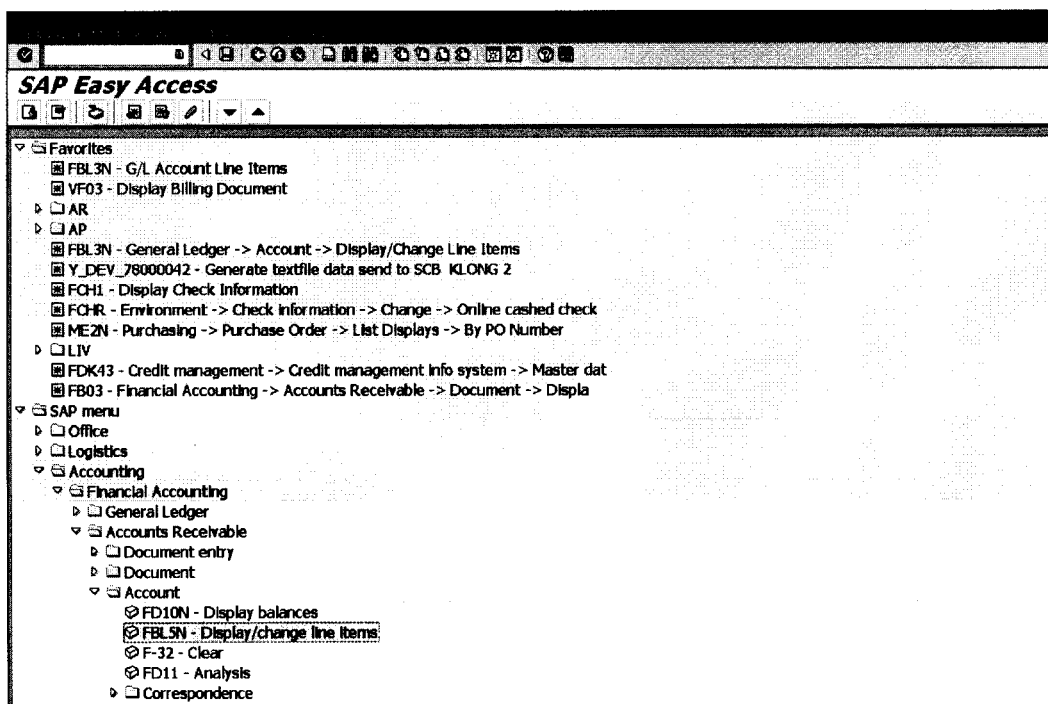 SAP Easy Access
Favorites
FBL3N - G/L Account Line Items
VF03 - Display Billing Document
AR
AP
FBL3N - General Ledger -> Account -> Display/Change Line Items
Y_DEV_78000042 - Generate textfile data send to SCB KLONG 2
FCH1 - Display Check Information
FCHR - Environment -> Check information -> Change -> Online cashed check
ME2N - Purchasing -> Purchase Order -> List Displays -> By PO Number
LIV
FDK43 - Credit management -> Credit management info system -> Master dat
FB03 - Financial Accounting -> Accounts Receivable -> Document -> Displa
SAP menu
Office
Logistics
Accounting
Financial Accounting
General Ledger
Accounts Receivable
Document entry
Document
Account
FD10N - Display balances
FBL5N - Display/change line items
F-32 - Clear
FD11 - Analysis
Correspondence